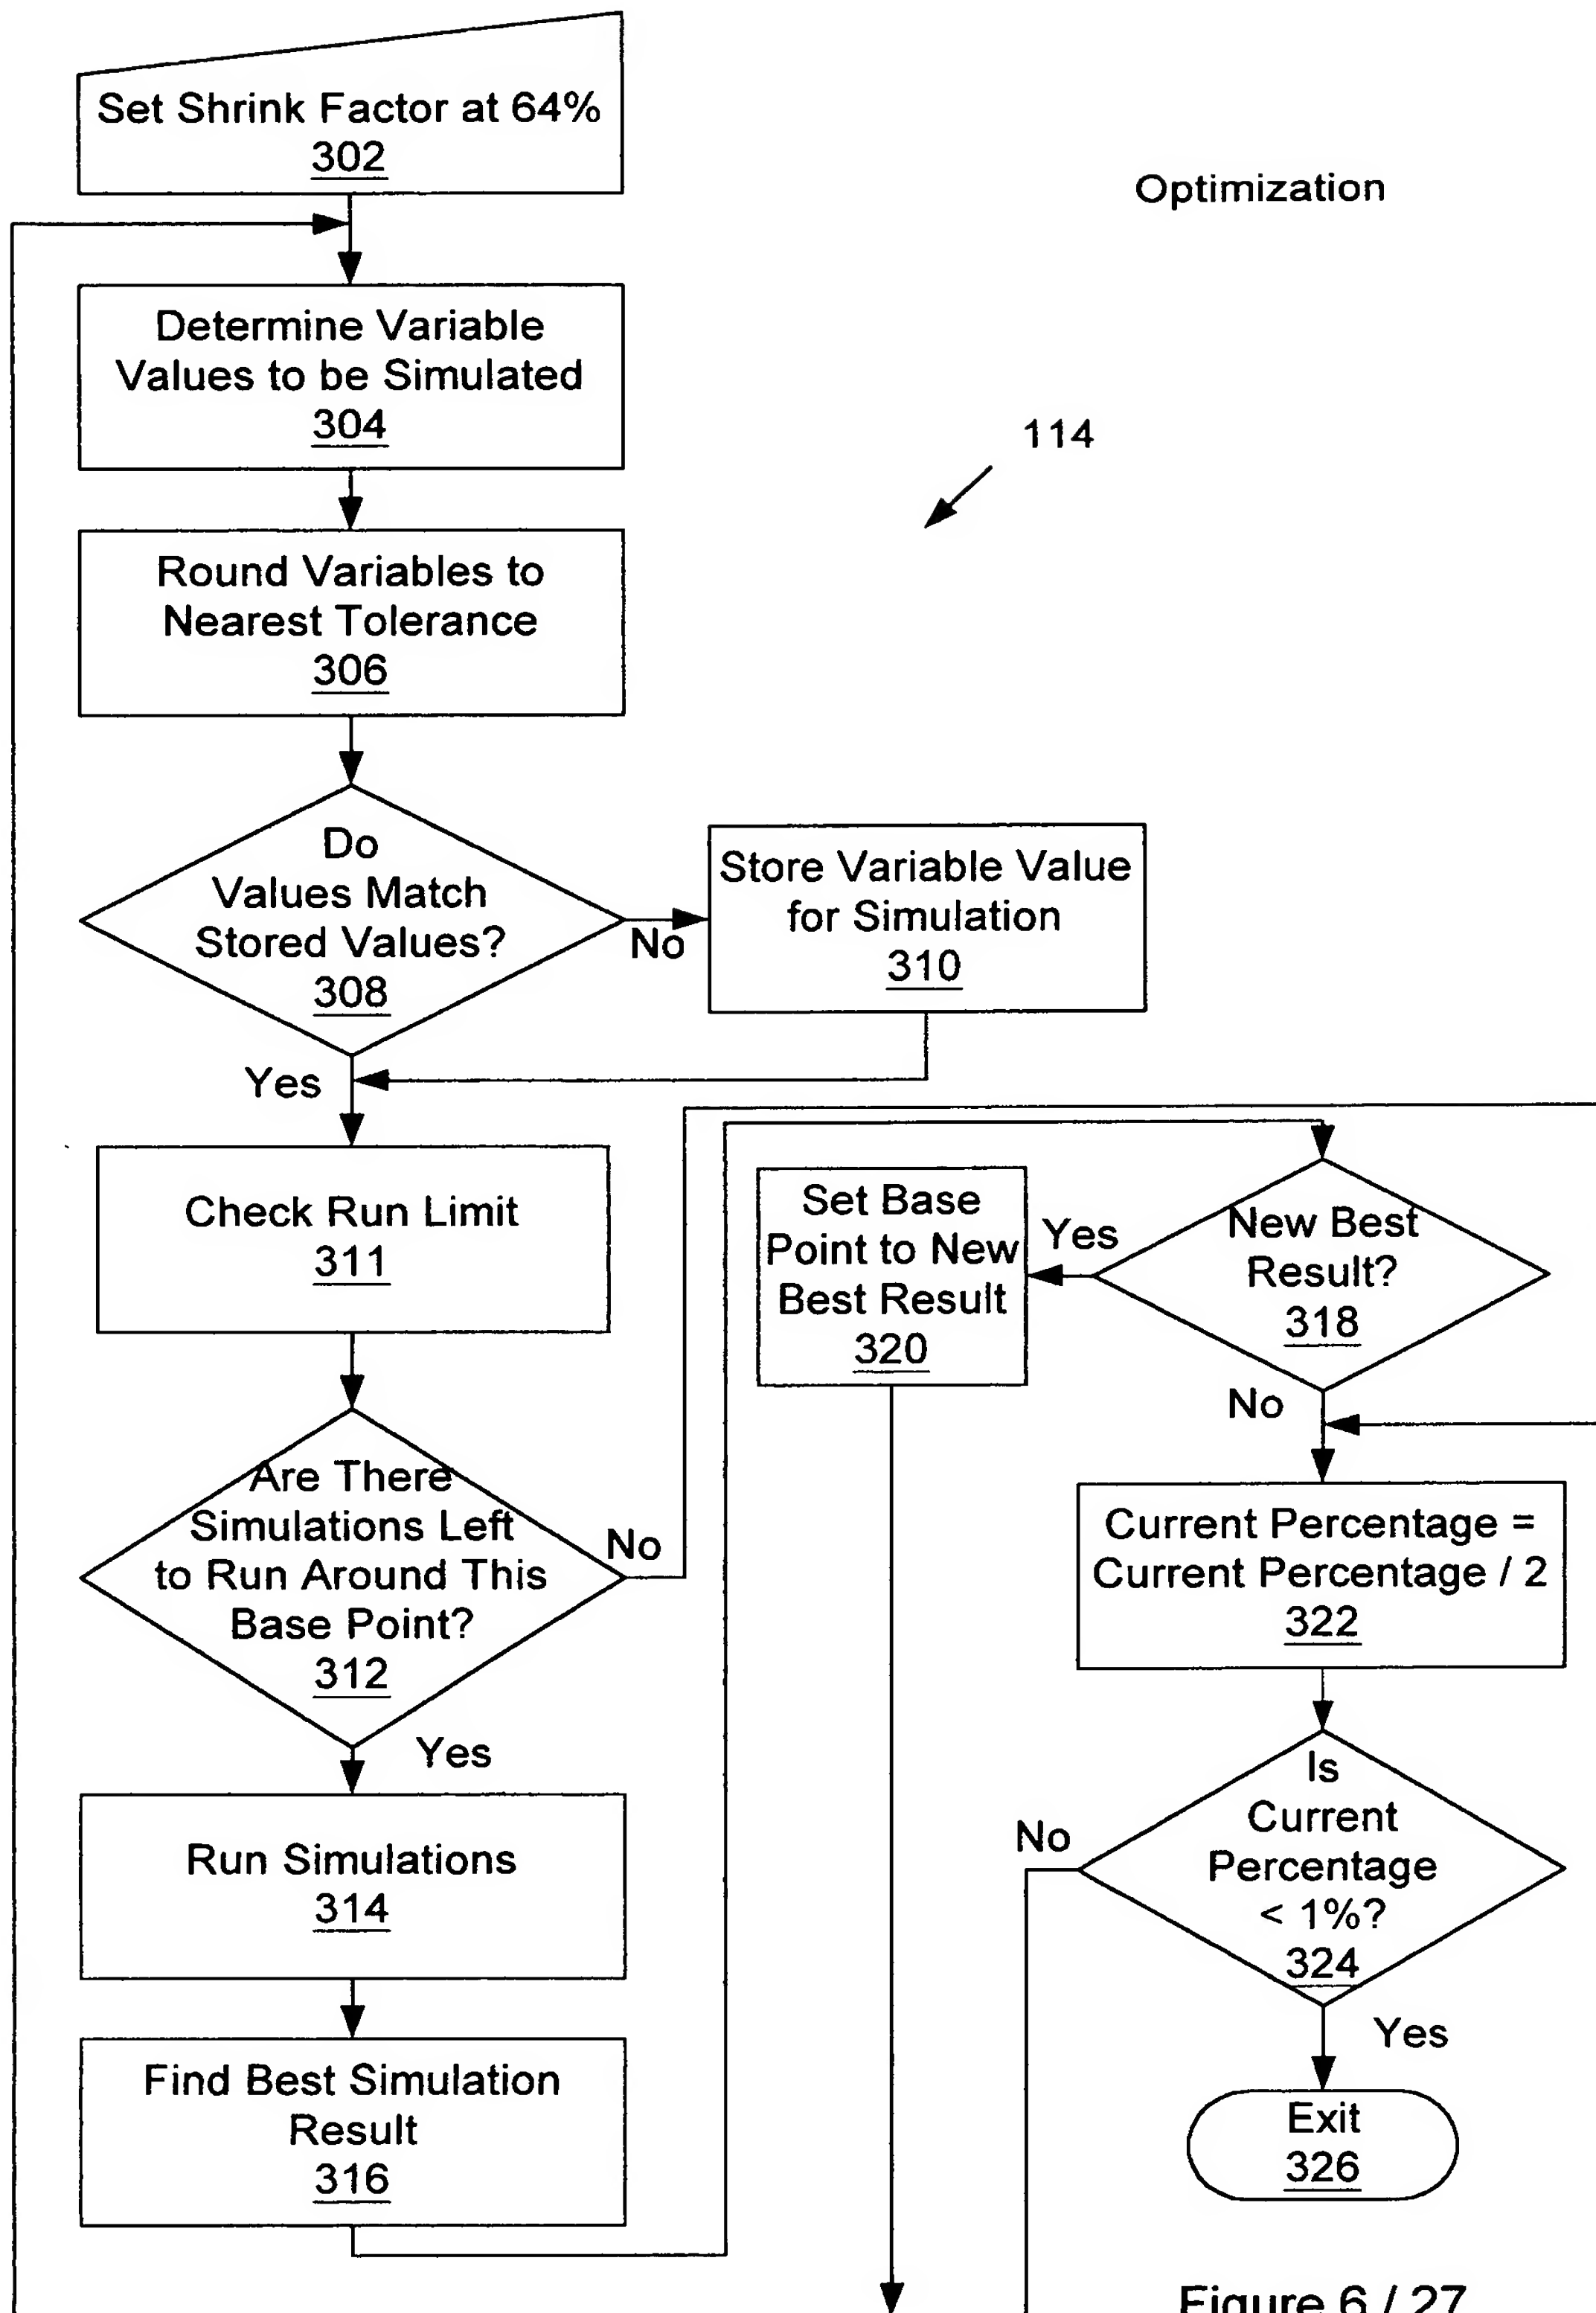 Set Shrink Factor at 64%
302
Optimization
Determine Variable
Values to be Simulated
304
114
Round Variables to
Nearest Tolerance
306
Do
Values Match
Stored Values?
308
No
Store Variable Value
for Simulation
310
Yes
Check Run Limit
311
Are There
Simulations Left
to Run Around This
Base Point?
312
No
Yes
Run Simulations
314
Find Best Simulation
Result
316
New Best
Result?
318
Yes
Set Base
Point to New
Best Result
320
No
Current Percentage =
Current Percentage / 2
322
Is
Current
Percentage
< 1%?
324
No
Yes
Exit
326
Figure 6 / 27